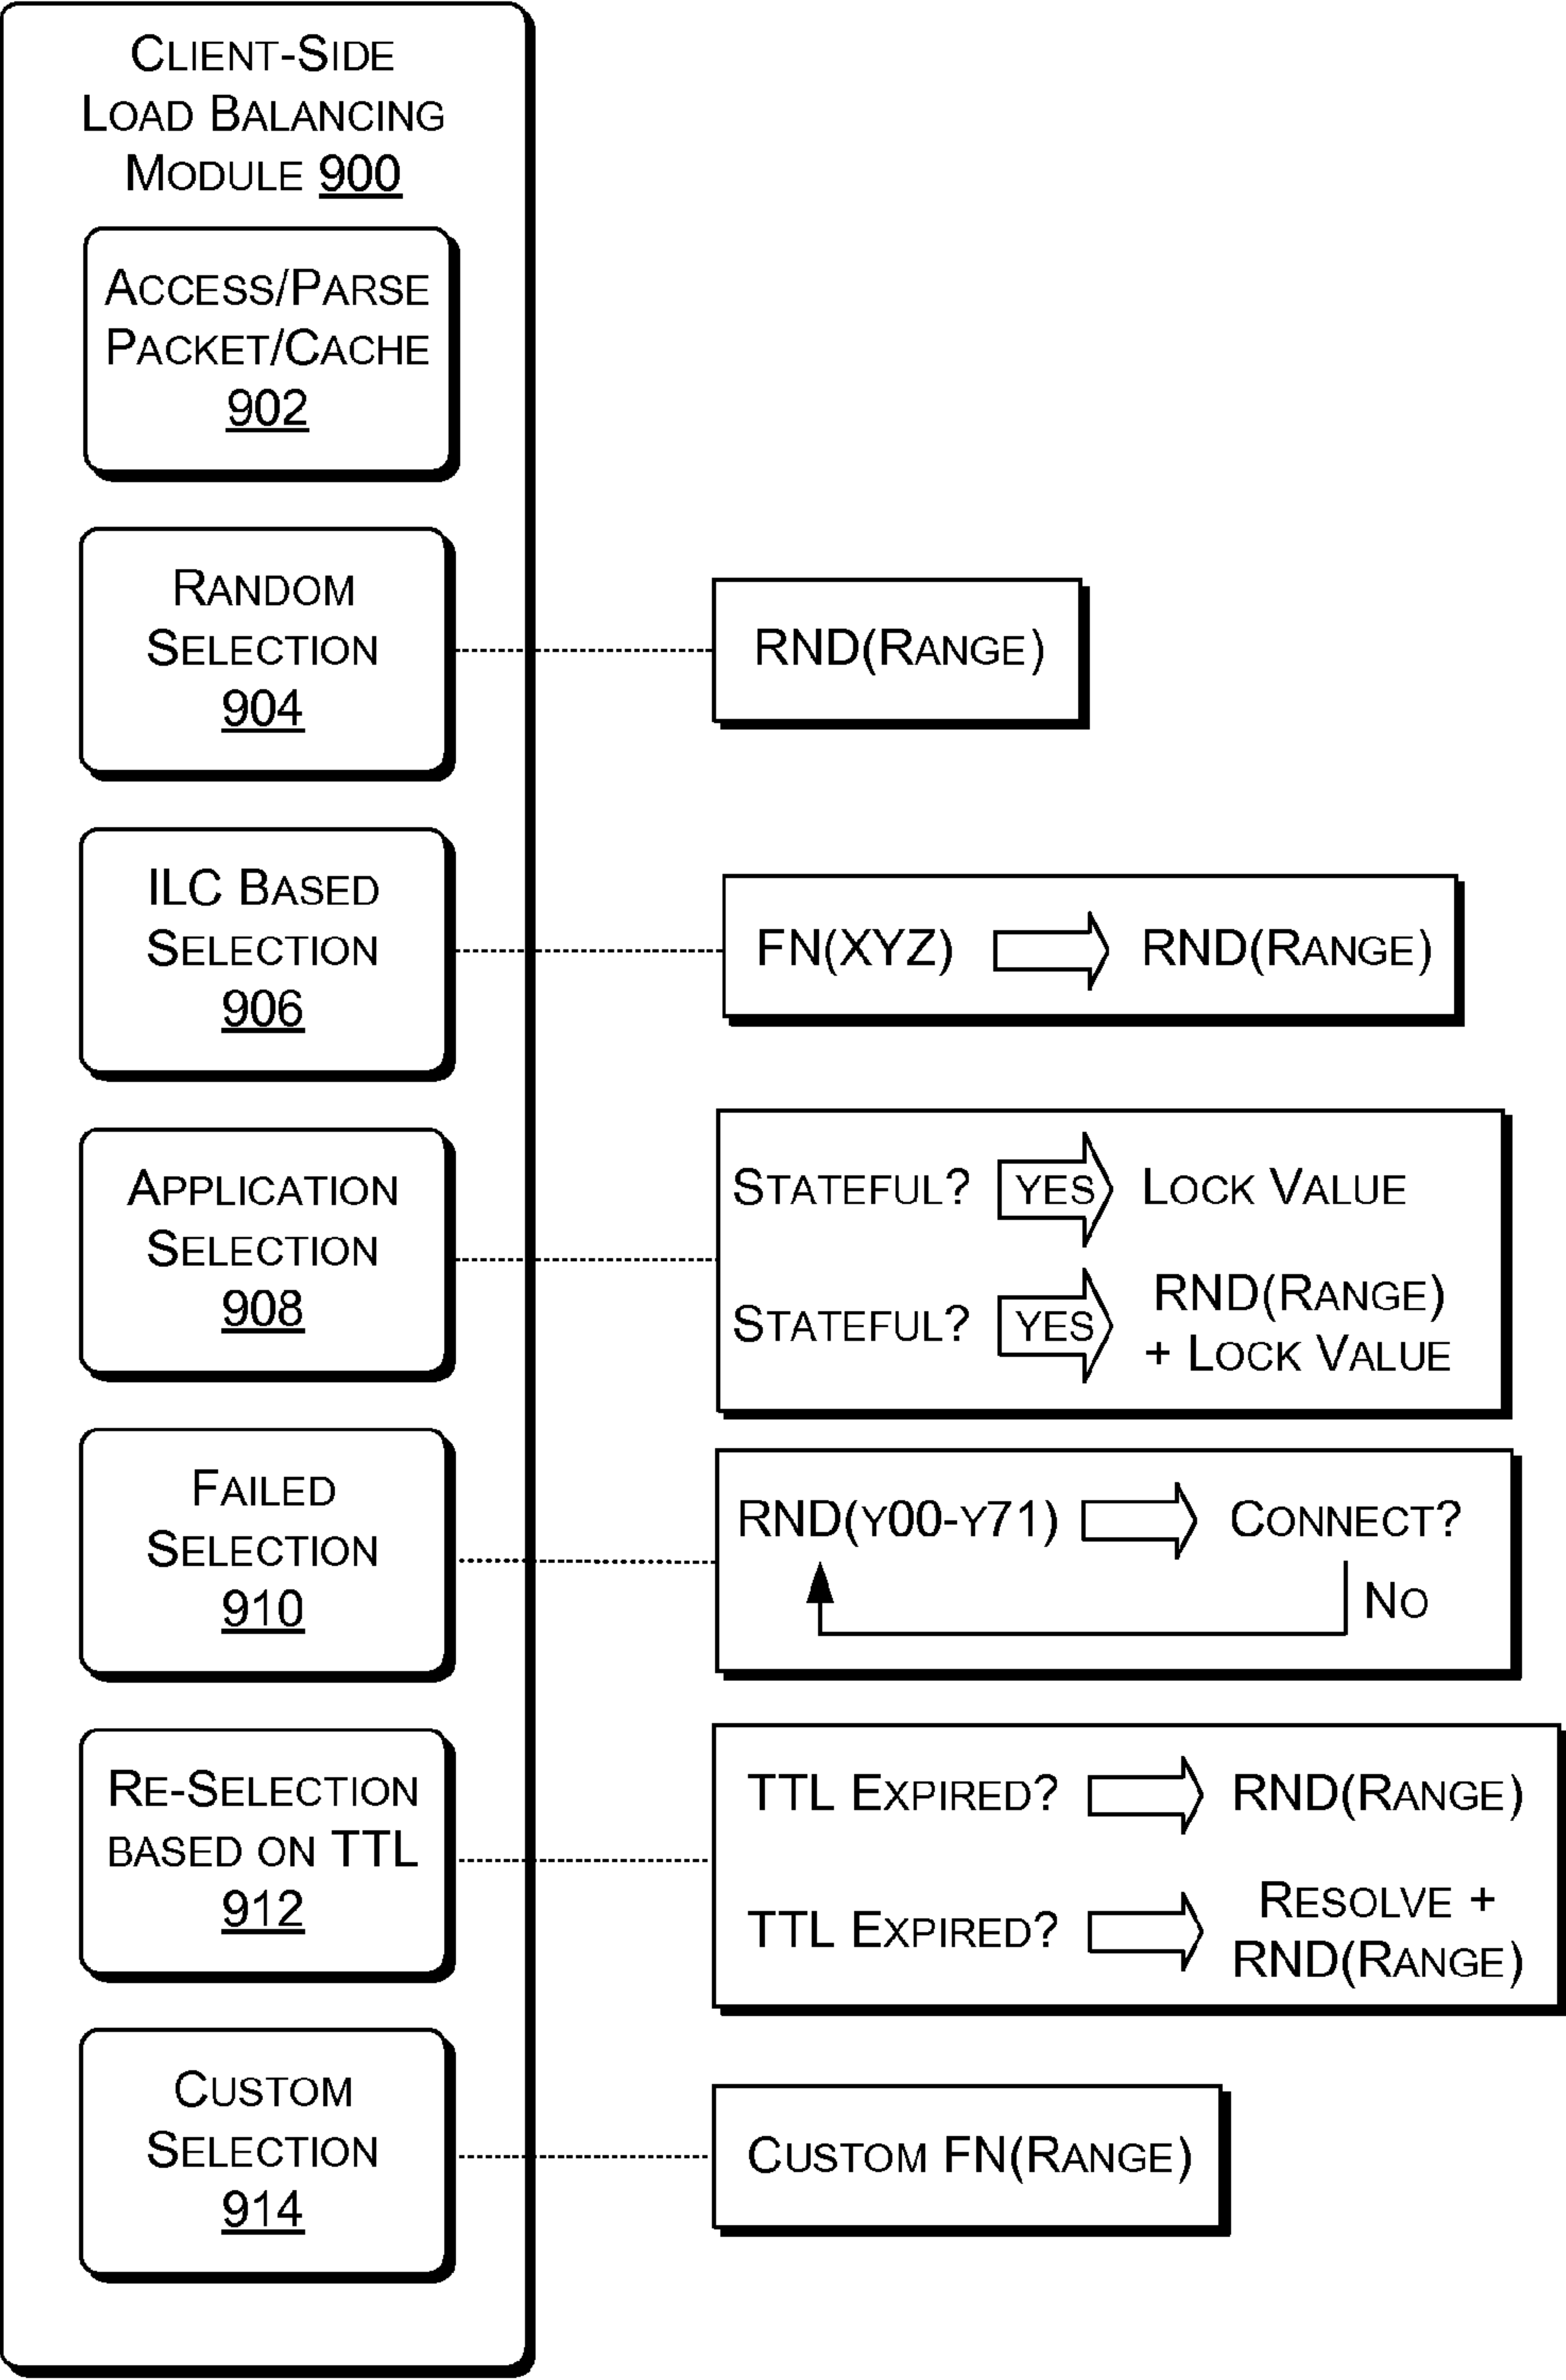 CLIENT-SIDE
LOAD BALANCING
MODULE 900
ACCESS/PARSE
PACKET/CACHE
902
RANDOM
SELECTION
904
RND(RANGE)
ILC BASED
SELECTION
906
FN(XYZ) RND(RANGE)
APPLICATION
SELECTION
908
STATEFUL? YES LOCK VALUE
STATEFUL? YES RND(RANGE)
+ LOCK VALUE
FAILED
SELECTION
910
RND(Y00-Y71) CONNECT?
NO
RE-SELECTION
BASED ON TTL
912
TTL EXPIRED? RND(RANGE)
TTL EXPIRED? RESOLVE +
RND(RANGE)
CUSTOM
SELECTION
914
CUSTOM FN(RANGE)